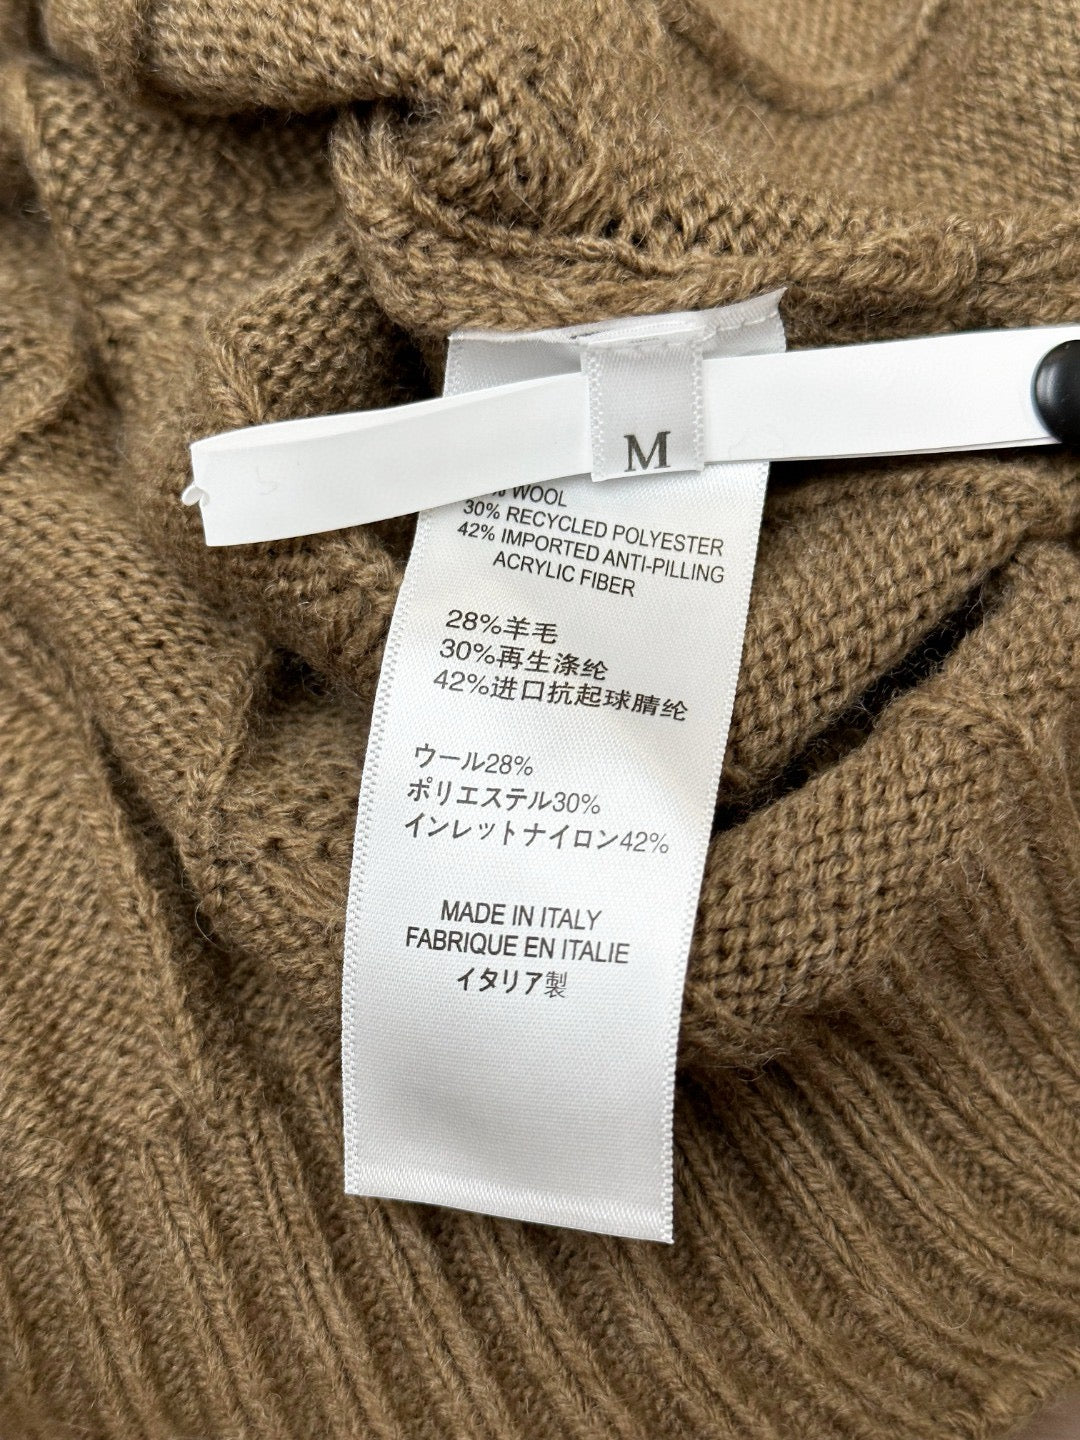 M
% WOOL
30% RECYCLED POLYESTER
42% IMPORTED ANTI-PILLING
ACRYLIC FIBER
28%羊毛
30%再生涤纶
42%进口抗起球腈纶
ウール28%
ポリエステル30%
インレットナイロン42%
MADE IN ITALY
FABRIQUE EN ITALIE
イタリア製